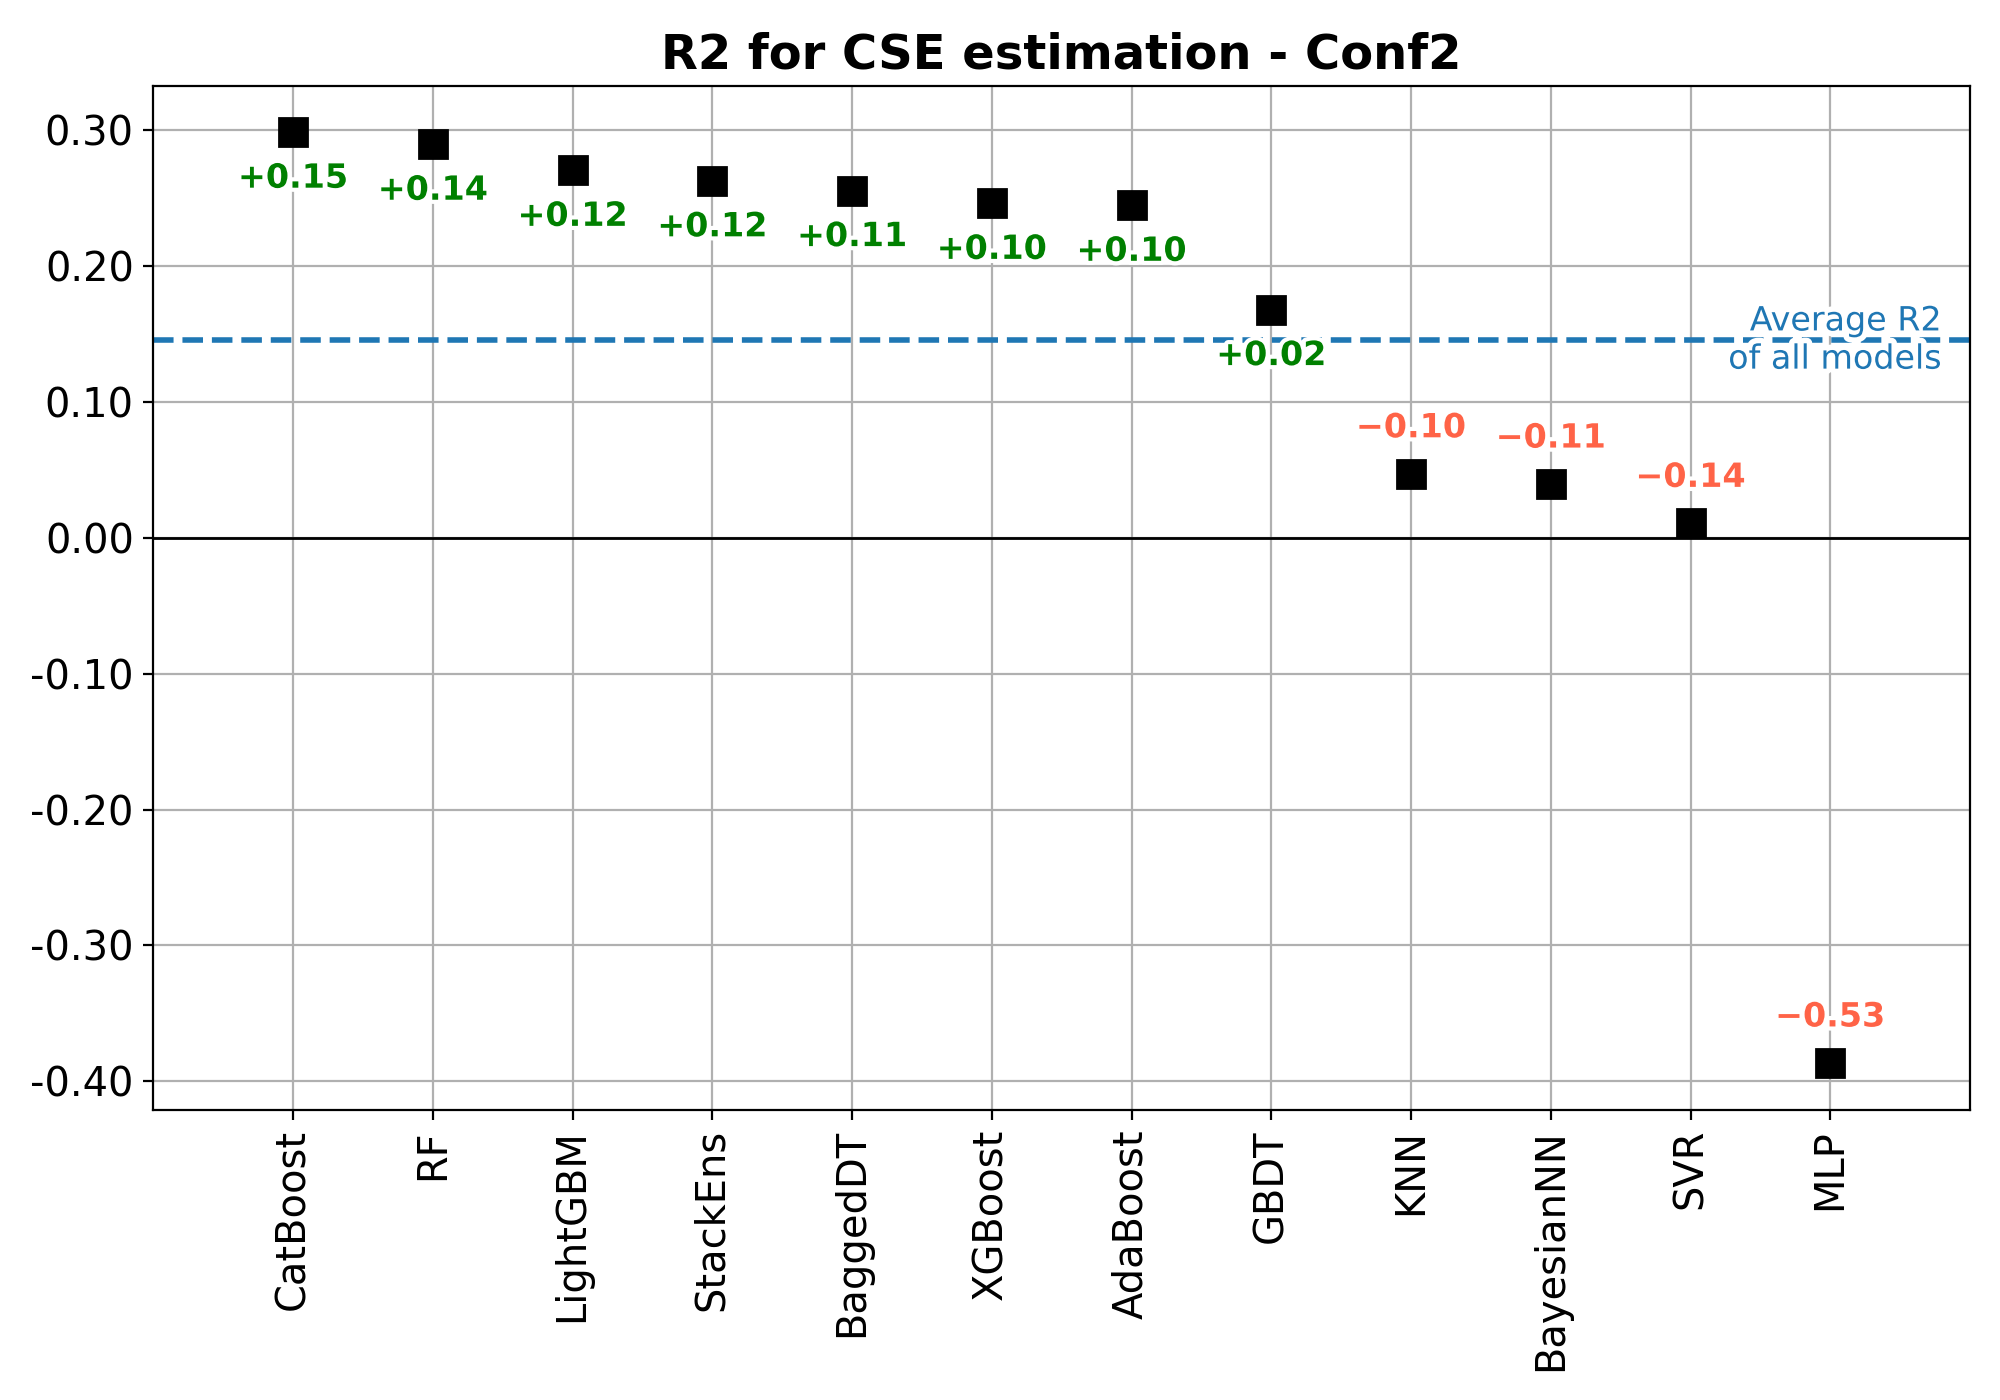 R2 for CSE estimation - Conf2
0.30
0.20
0.10
0.00
-0.10
-0.20
-0.30
-0.40
+0.15
+0.14
+0.12
+0.12
+0.11
+0.10
+0.10
+0.02
−0.10
−0.11
−0.14
−0.53
Average R2
of all models
CatBoost
RF
LightGBM
StackEns
BaggedDT
XGBoost
AdaBoost
GBDT
KNN
BayesianNN
SVR
MLP